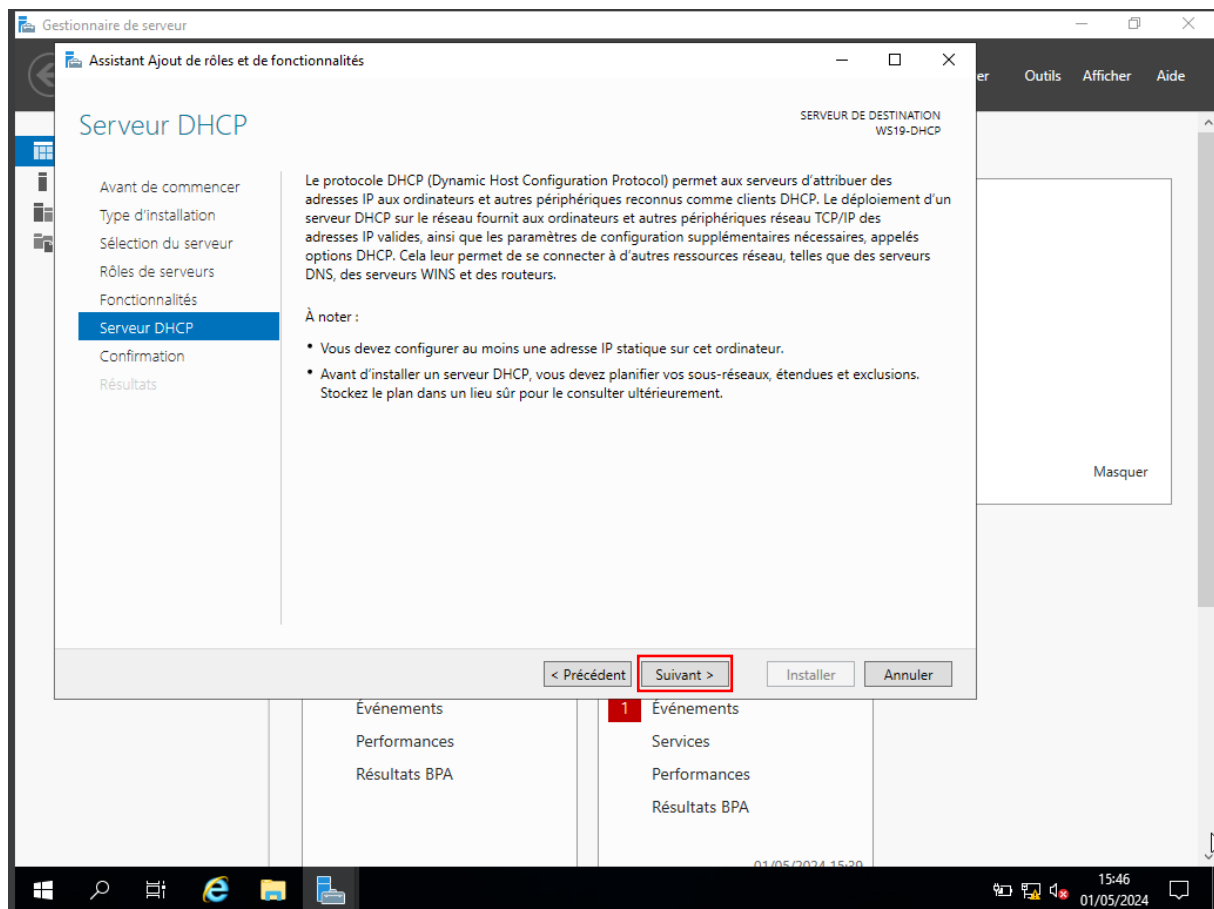 Gestionnaire de serveur
Assistant Ajout de rôles et de fonctionnalités
Outils Afficher Aide
Serveur DHCP
SERVEUR DE DESTINATION
WS19-DHCP
Avant de commencer
Type d'installation
Sélection du serveur
Rôles de serveurs
Fonctionnalités
Serveur DHCP
Confirmation
Résultats
Le protocole DHCP (Dynamic Host Configuration Protocol) permet aux serveurs d'attribuer des
adresses IP aux ordinateurs et autres périphériques reconnus comme clients DHCP. Le déploiement d'un
serveur DHCP sur le réseau fournit aux ordinateurs et autres périphériques réseau TCP/IP des
adresses IP valides, ainsi que les paramètres de configuration supplémentaires nécessaires, appelés
options DHCP. Cela leur permet de se connecter à d'autres ressources réseau, telles que des serveurs
DNS, des serveurs WINS et des routeurs.
À noter :
• Vous devez configurer au moins une adresse IP statique sur cet ordinateur.
• Avant d'installer un serveur DHCP, vous devez planifier vos sous-réseaux, étendues et exclusions.
Stockez le plan dans un lieu sûr pour le consulter ultérieurement.
Masquer
< Précédent Suivant > Installer Annuler
Événements
Performances
Résultats BPA
1 Événements
Services
Performances
Résultats BPA
01/05/2024 15:39
15:46
01/05/2024